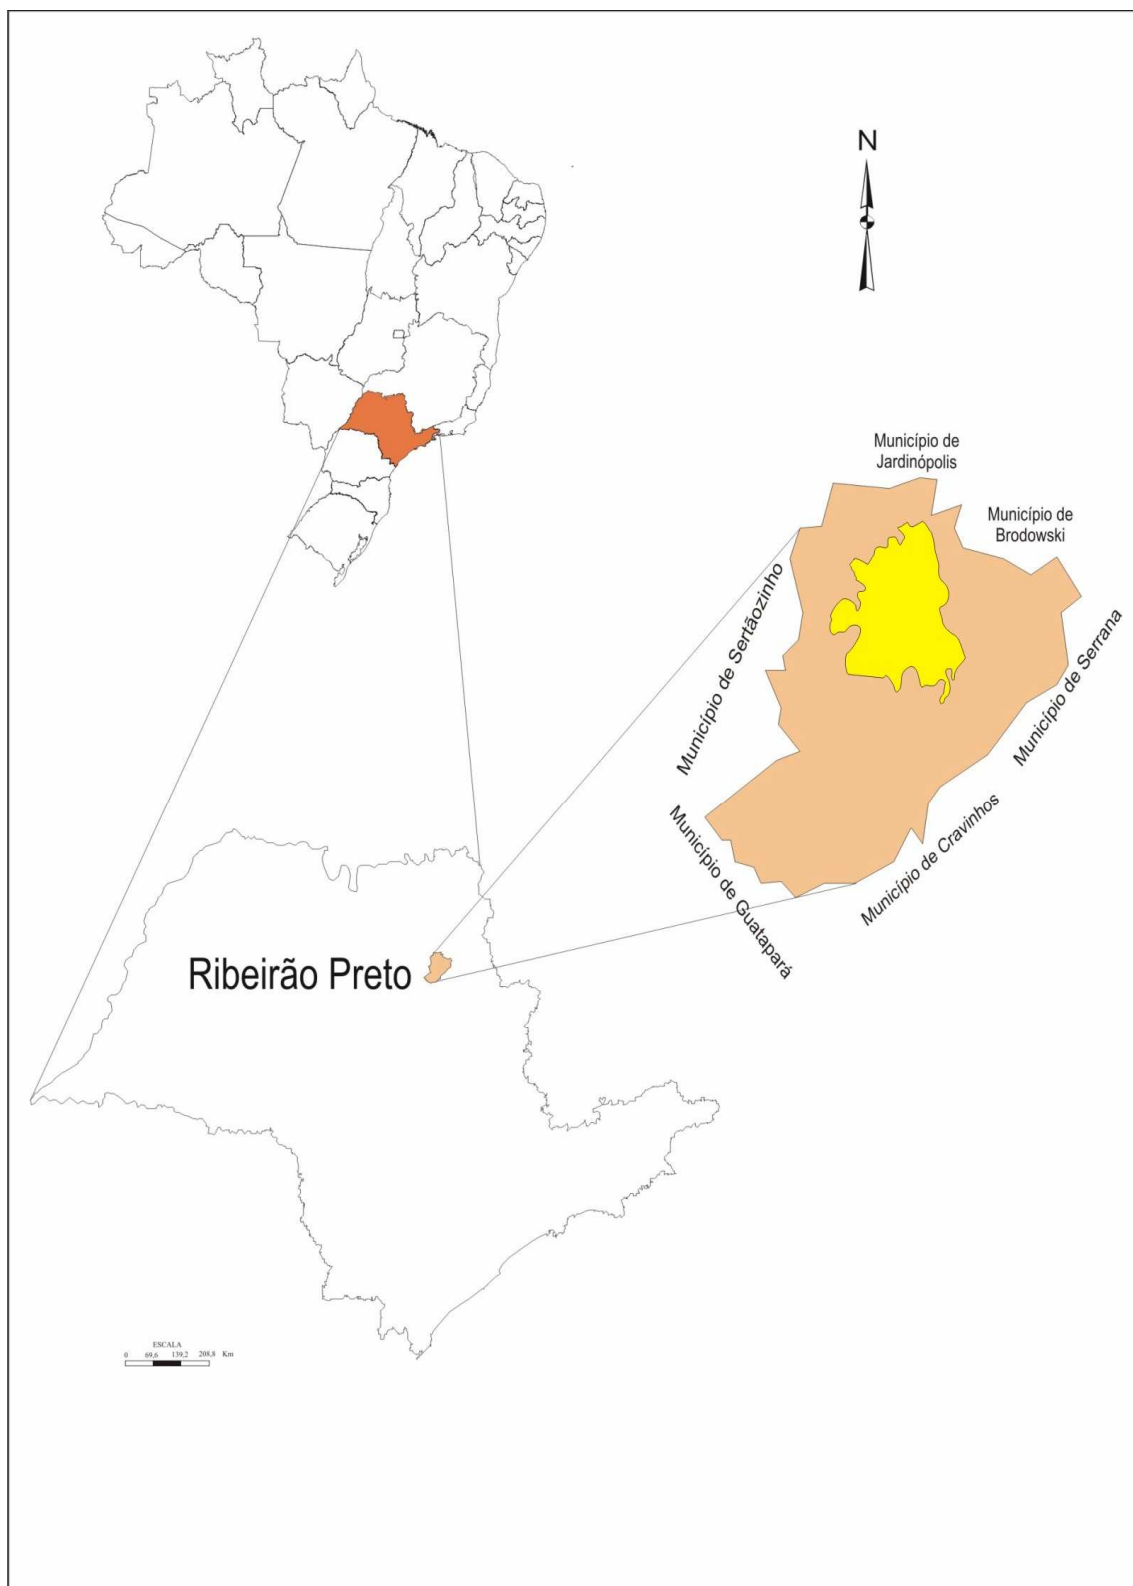 N
Município de
Jardinópolis
Município de
Brodowski
Município de Sertãozinho
Município de Serrana
Município de Cravinhos
Município de Guatapará
Ribeirão Preto
ESCALA
0 69,6 139,2 208,8 Km